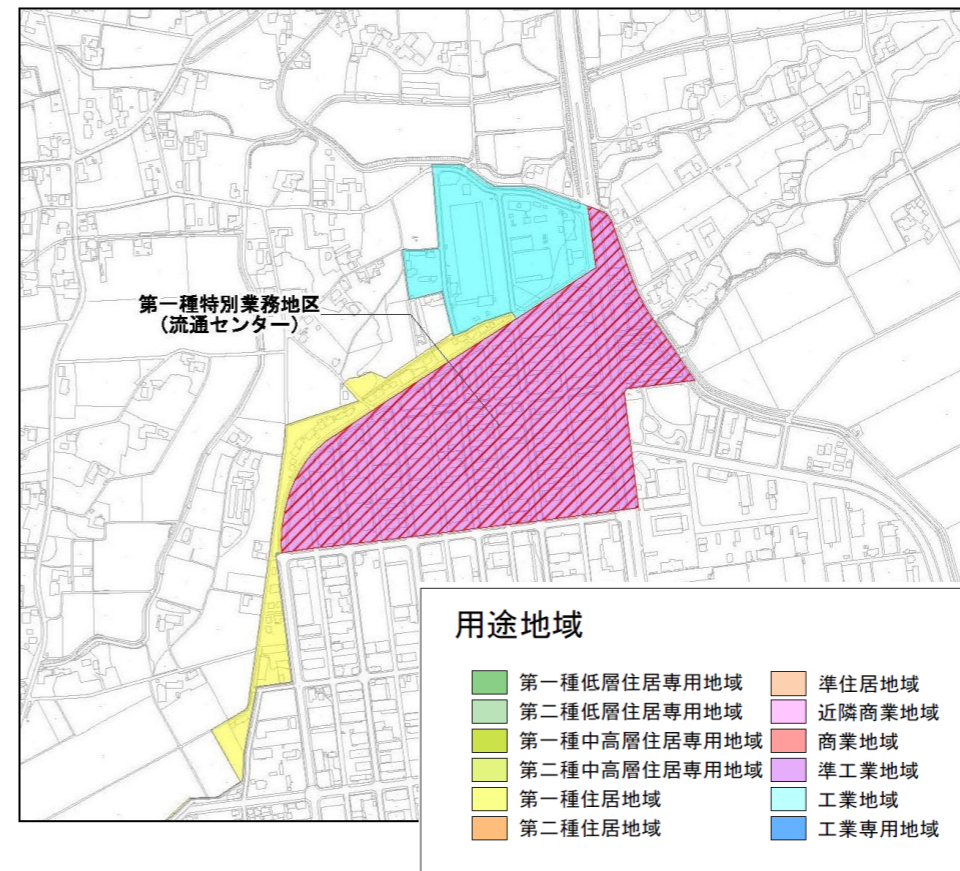 第一種特別業務地区
(流通センター)
用途地域
第一種低層住居専用地域
第二種低層住居専用地域
第一種中高層住居専用地域
第二種中高層住居専用地域
第一種住居地域
第二種住居地域
準住居地域
近隣商業地域
商業地域
準工業地域
工業地域
工業専用地域